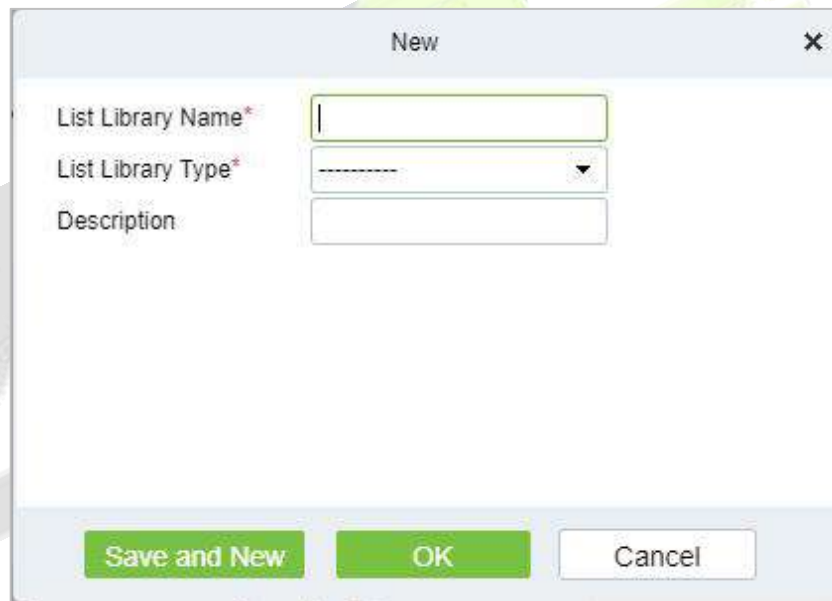 New
List Library Name*
List Library Type* ----------
Description
Save and New OK Cancel